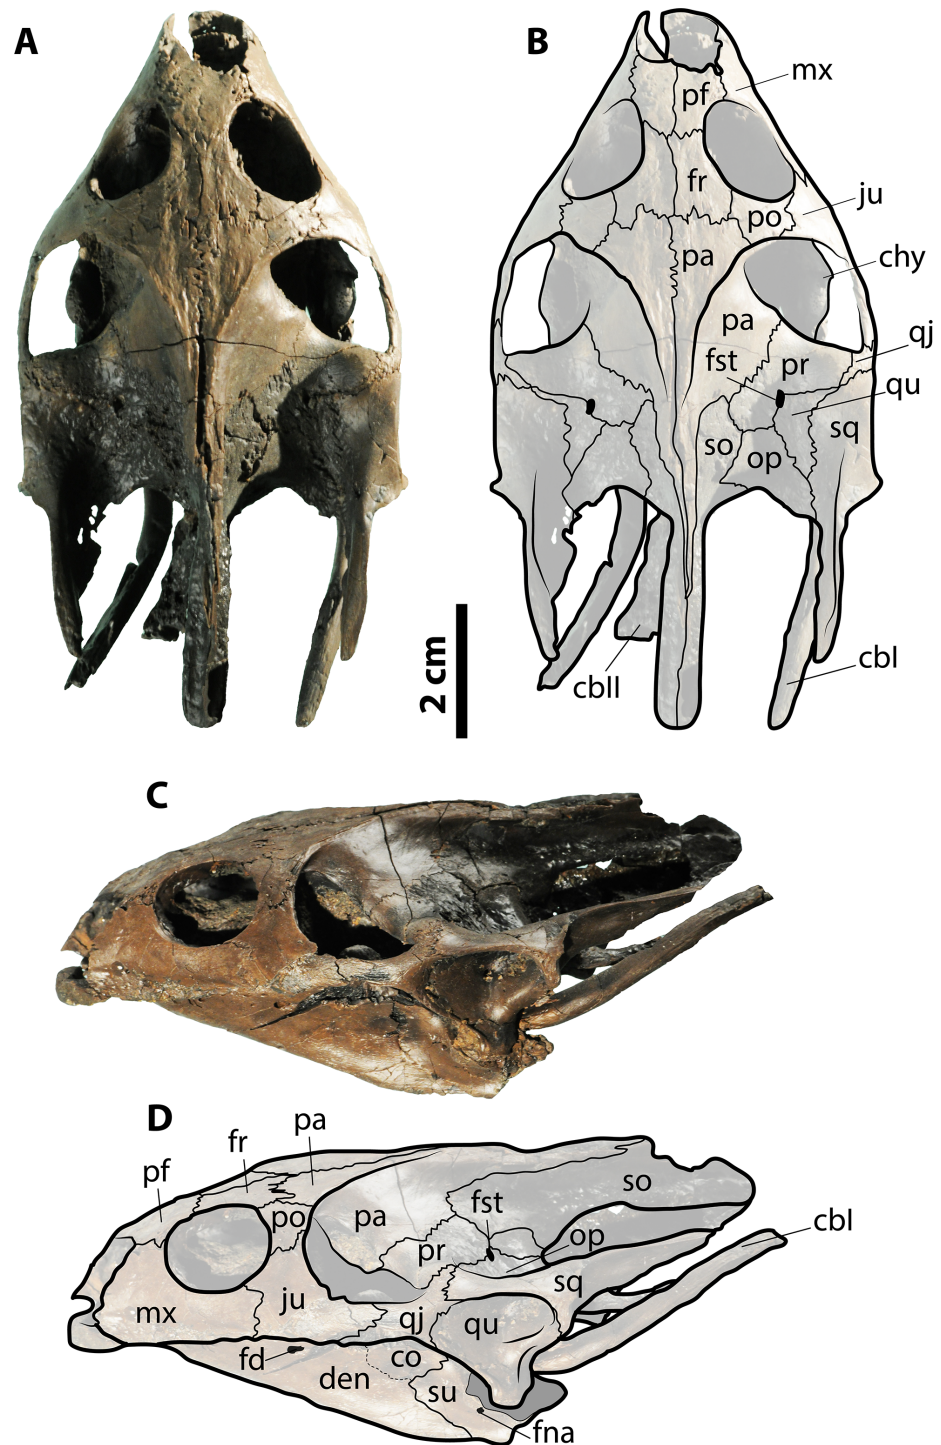 A
B
mx
pf
fr
ju
po
pa
chy
pa
qj
fst
pr
qu
so
op
sq
cbI
cbII
2 cm
C
D
pa
fr
pf
so
fst
po
pa
cbI
op
pr
sq
ju
mx
qj
qu
co
fd
den
su
fna